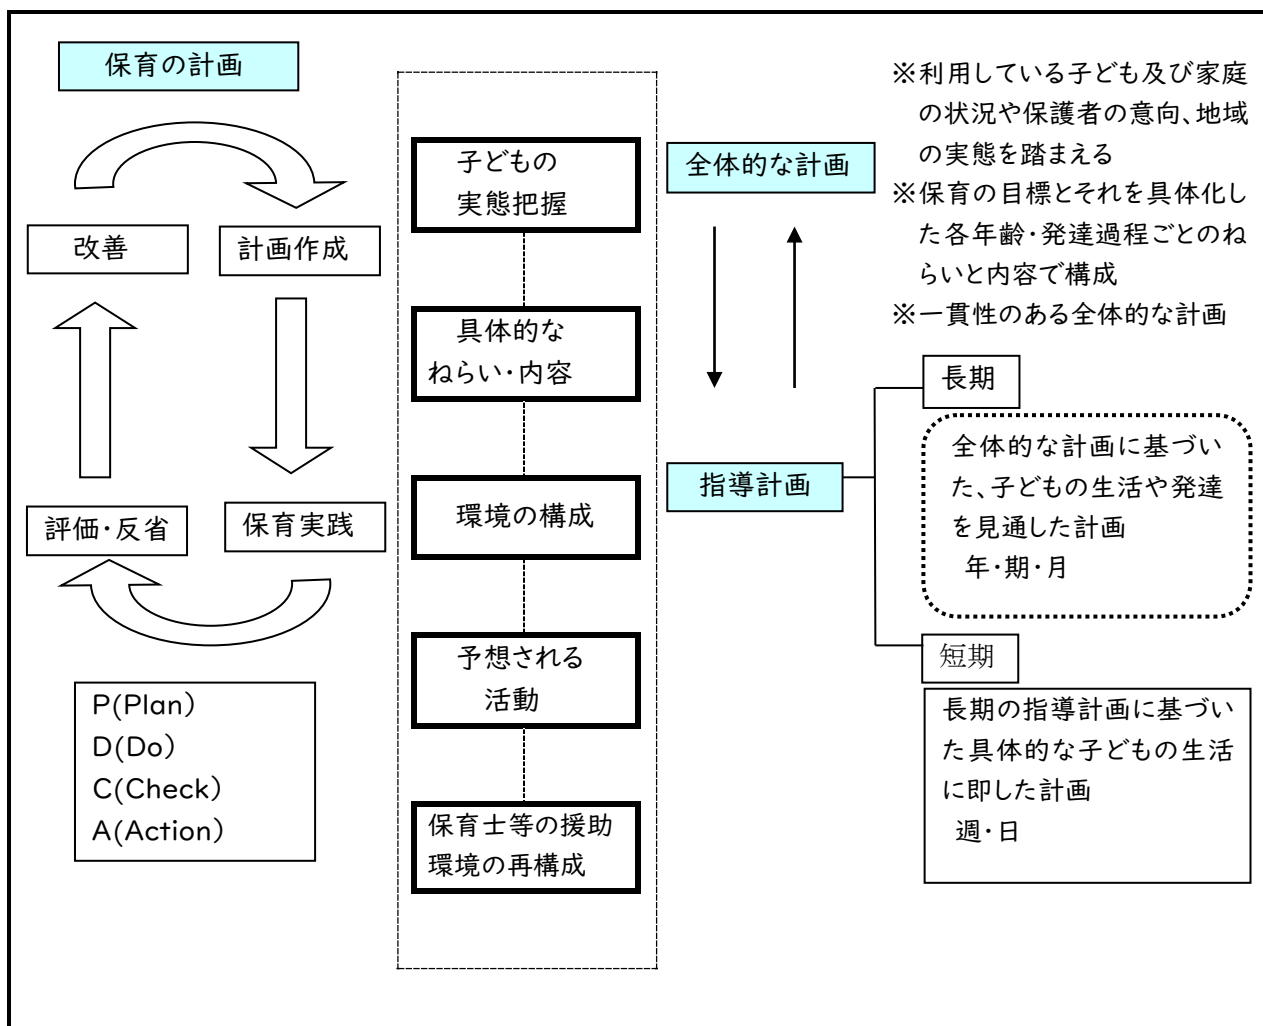 保育の計画
改善
計画作成
評価・反省
保育実践
P(Plan)
D(Do)
C(Check)
A(Action)
子どもの
実態把握
具体的な
ねらい・内容
環境の構成
予想される
活動
保育士等の援助
環境の再構成
全体的な計画
指導計画
※利用している子ども及び家庭
の状況や保護者の意向、地域
の実態を踏まえる
※保育の目標とそれを具体化し
た各年齢・発達過程ごとのね
らいと内容で構成
※一貫性のある全体的な計画
長期
全体的な計画に基づい
た、子どもの生活や発達
を見通した計画
年・期・月
短期
長期の指導計画に基づい
た具体的な子どもの生活
に即した計画
週・日